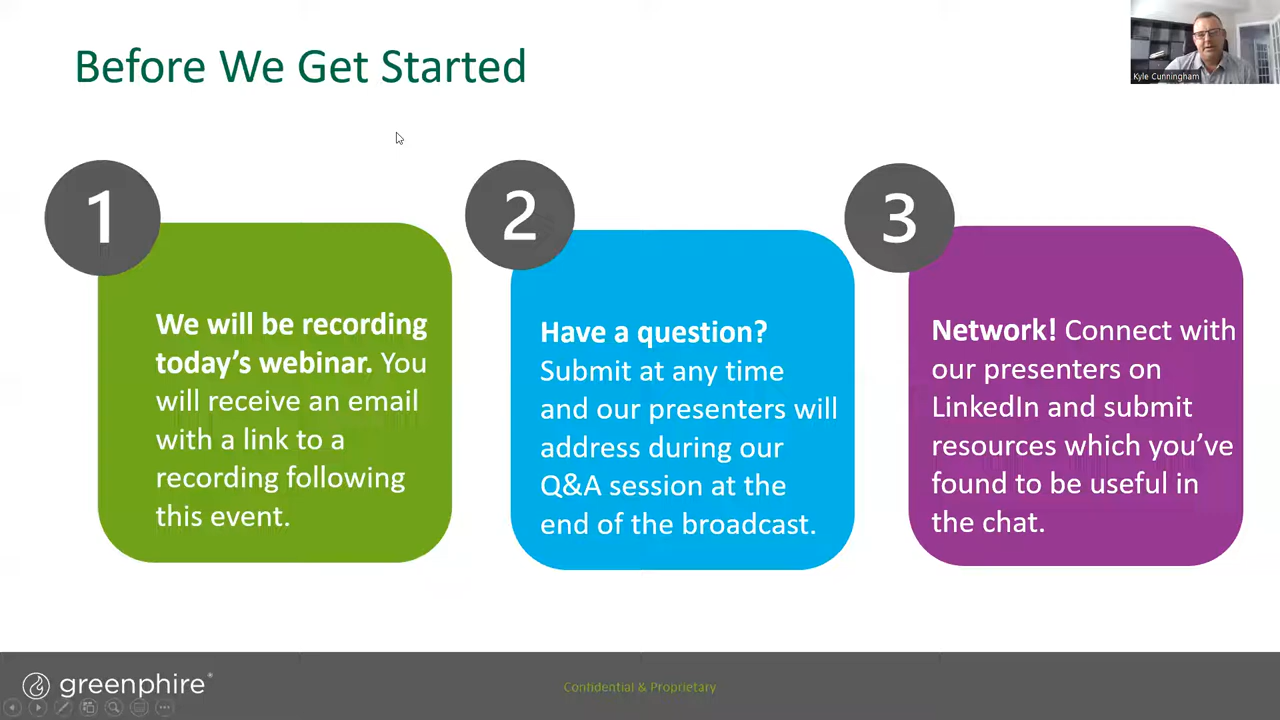 Before We Get Started
Kyle Cunningham
1
We will be recording
today's webinar. You
will receive an email
with a link to a
recording following
this event.
2
Have a question?
Submit at any time
and our presenters will
address during our
Q&A session at the
end of the broadcast.
3
Network! Connect with
our presenters on
LinkedIn and submit
resources which you've
found to be useful in
the chat.
greenphire®
Confidential & Proprietary